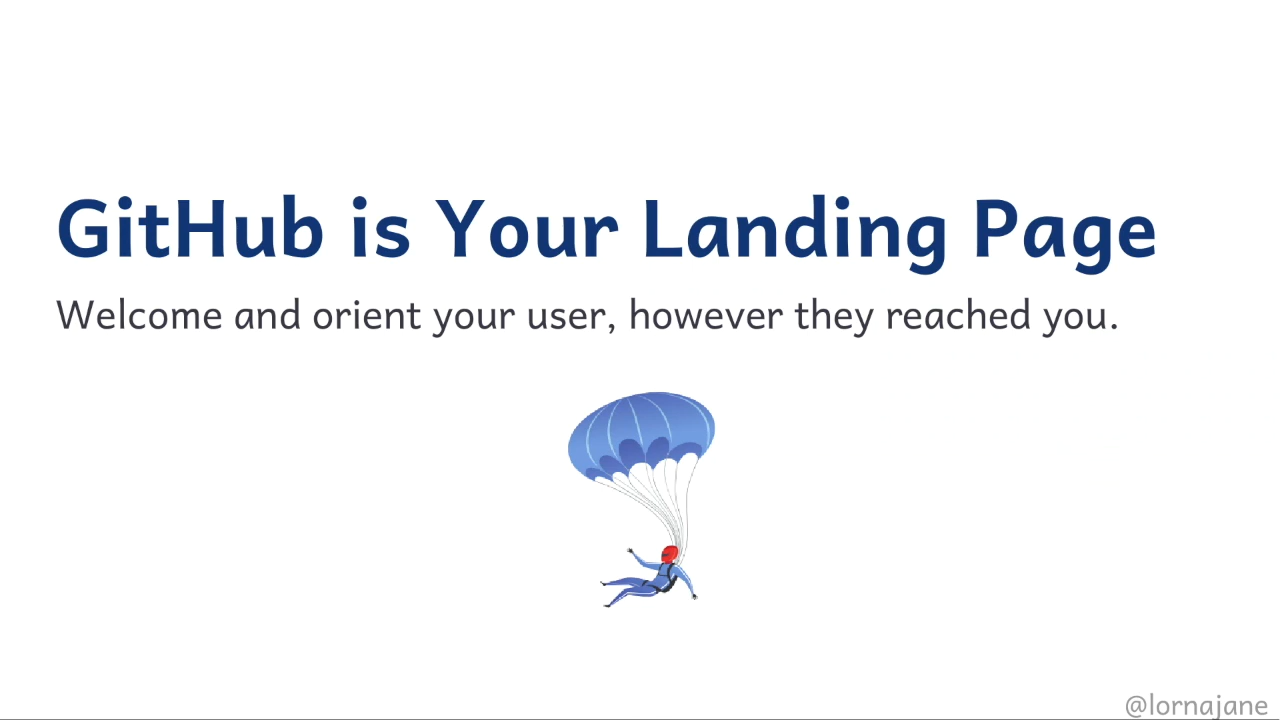 GitHub is Your Landing Page
Welcome and orient your user, however they reached you.
@lornajane